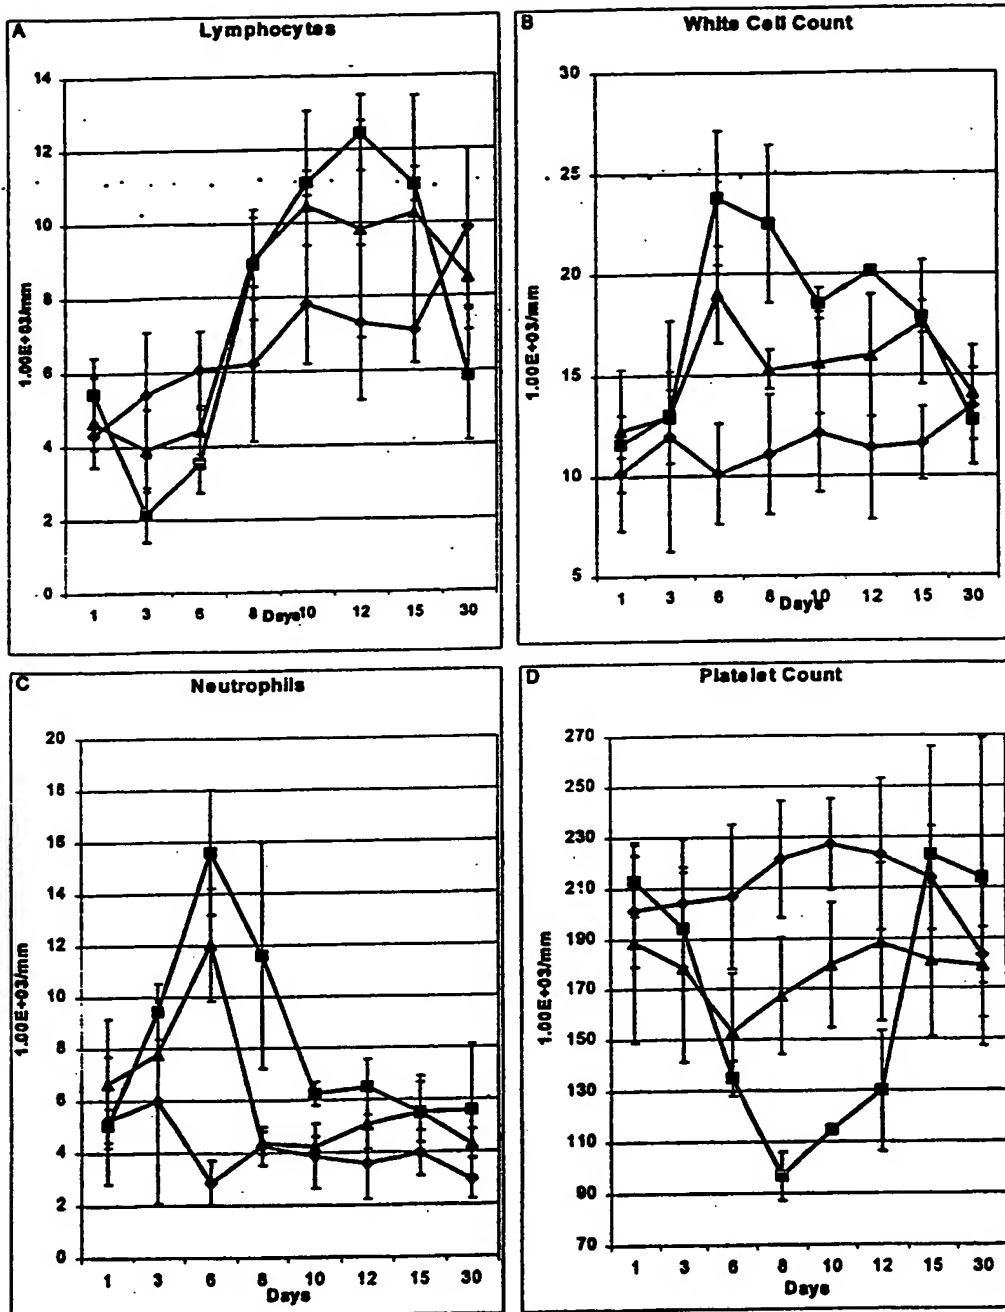 A
Lymphocytes
14
12
10
8
6
4
2
0
1.00E+03/mm
1 3 6 8 10 12 15 30
Days
B
White Cell Count
30
25
20
15
10
5
1.00E+03/mm
1 3 6 8 10 12 15 30
Days
C
Neutrophils
20
18
16
14
12
10
8
6
4
2
0
1.00E+03/mm
1 3 6 8 10 12 15 30
Days
D
Platelet Count
270
250
230
210
190
170
150
130
110
90
70
1.00E+03/mm
1 3 6 8 10 12 15 30
Days